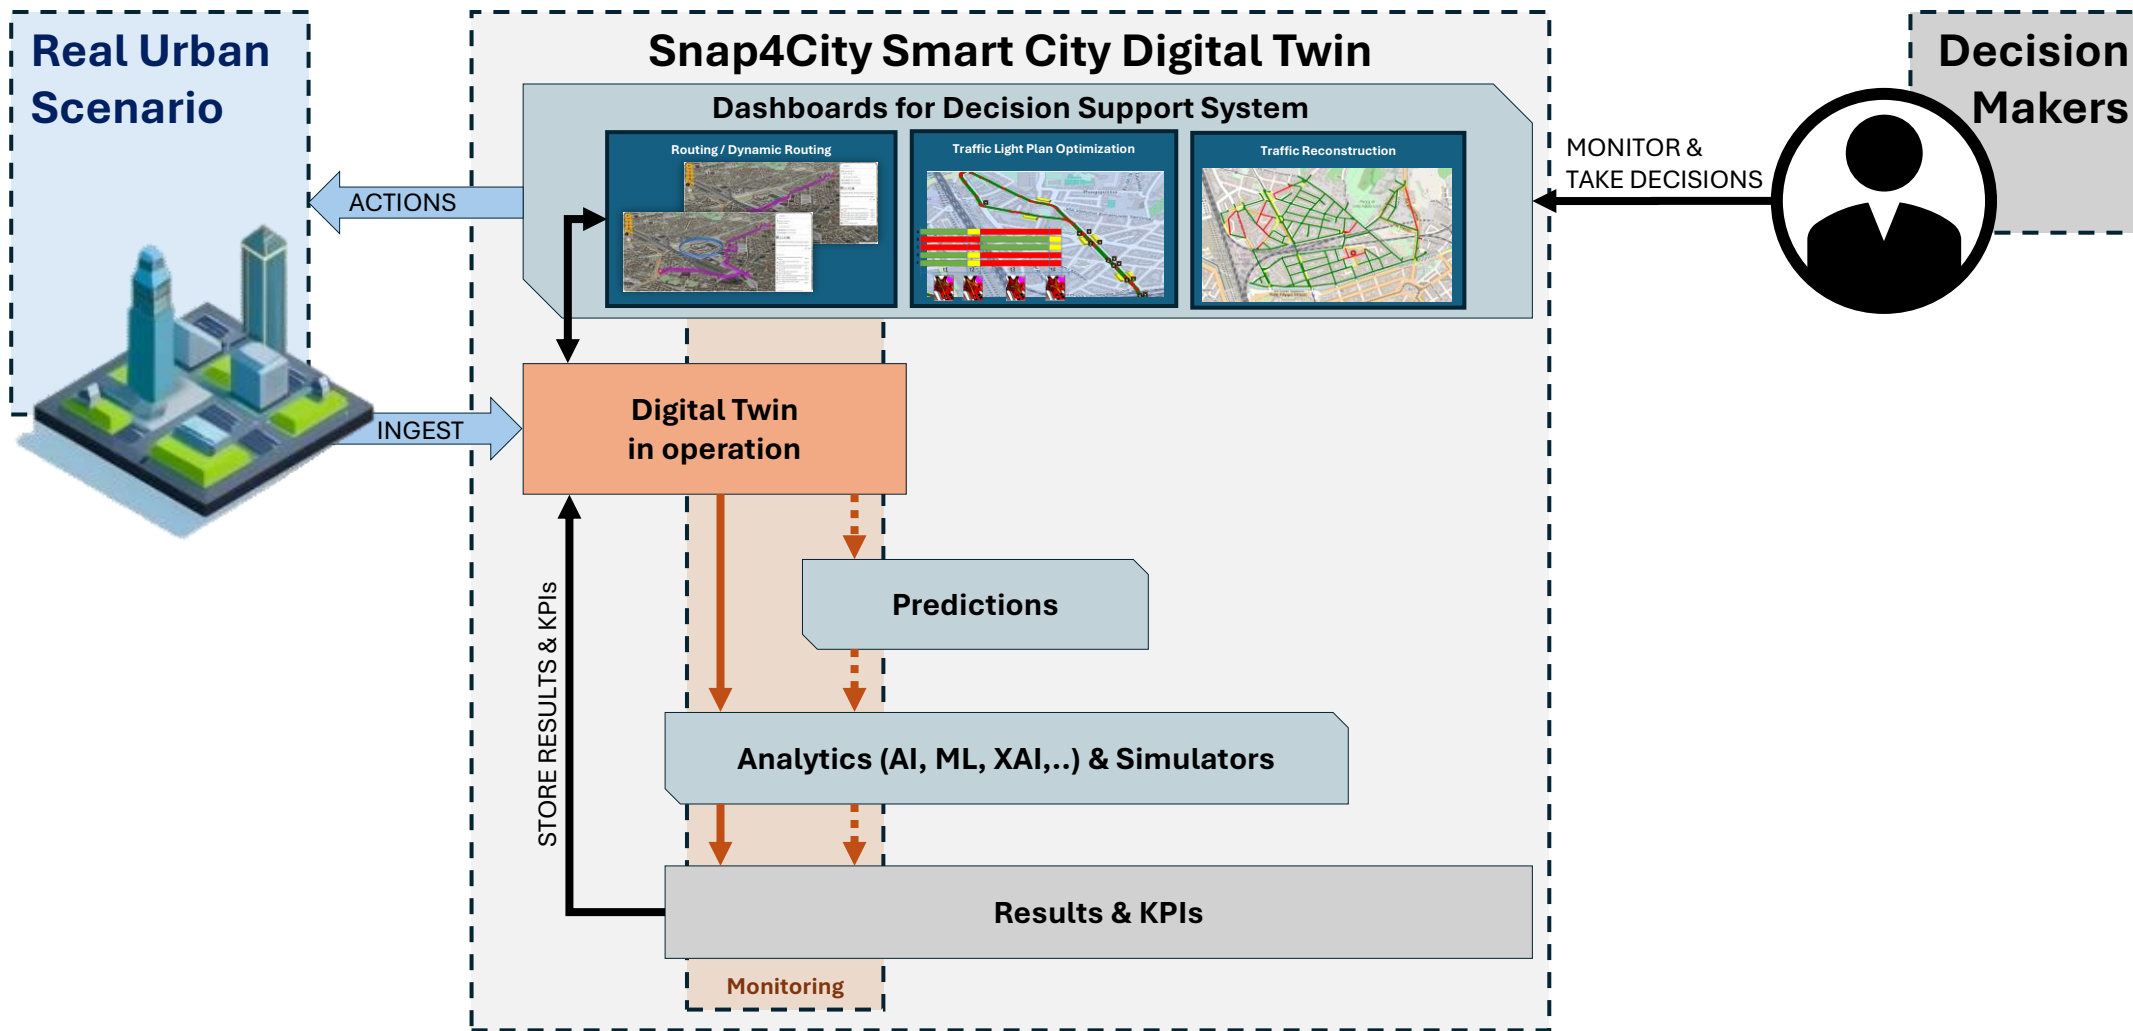 Real Urban
Scenario
Snap4City Smart City Digital Twin
Decision
Makers
Dashboards for Decision Support System
Routing / Dynamic Routing
Traffic Light Plan Optimization
Traffic Reconstruction
MONITOR &
TAKE DECISIONS
ACTIONS
INGEST
Digital Twin
in operation
Predictions
STORE RESULTS & KPIs
Analytics (AI, ML, XAI,..) & Simulators
Results & KPIs
Monitoring